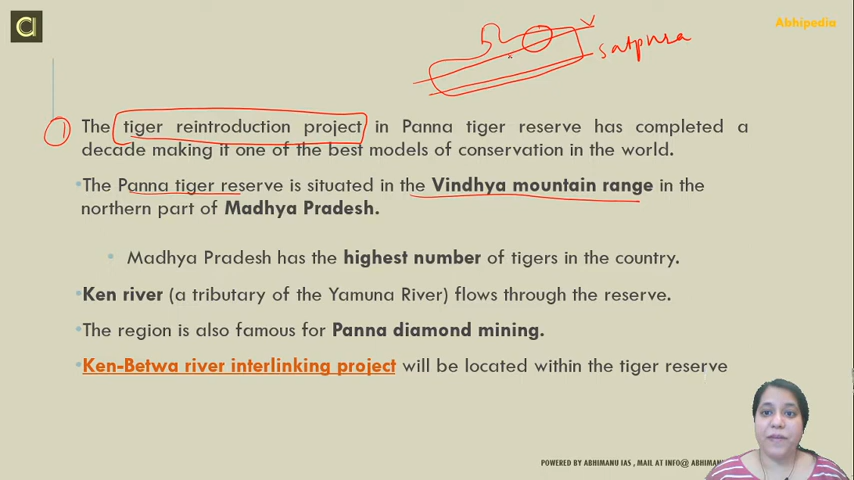 Abhipedia
V
satpura
1 The tiger reintroduction project in Panna tiger reserve has completed a
decade making it one of the best models of conservation in the world.
•The Panna tiger reserve is situated in the Vindhya mountain range in the
northern part of Madhya Pradesh.
• Madhya Pradesh has the highest number of tigers in the country.
•Ken river (a tributary of the Yamuna River) flows through the reserve.
•The region is also famous for Panna diamond mining.
•Ken-Betwa river interlinking project will be located within the tiger reserve
POWERED BY ABHIMANU IAS , MAIL AT INFO@ ABHIMAN